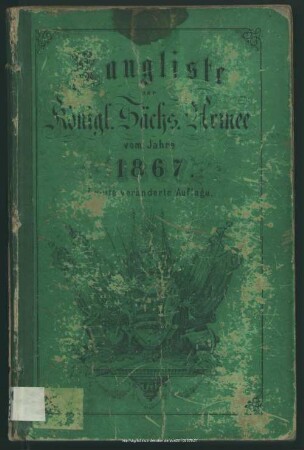 Rangliste
der
Königl. Sächs. Armee
vom Jahre
1867.
veränderte Auflage.